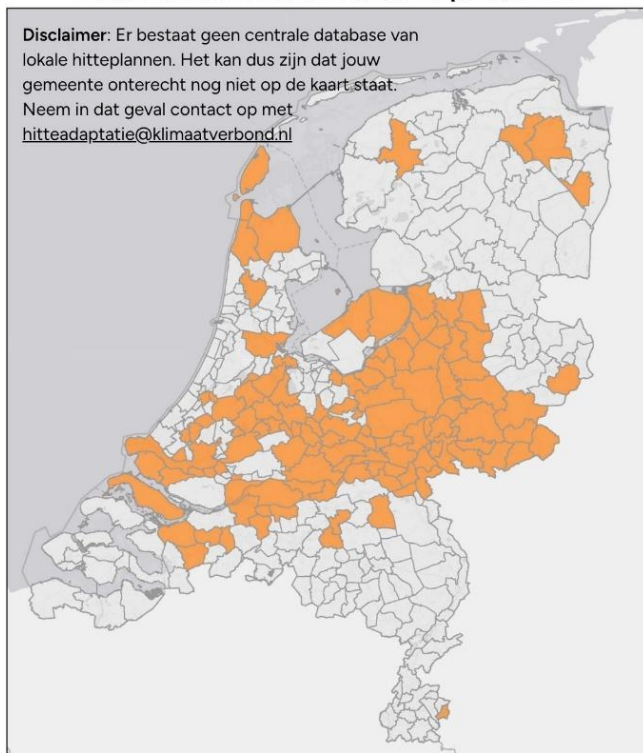 Disclaimer: Er bestaat geen centrale database van
lokale hitteplannen. Het kan dus zijn dat jouw
gemeente onterecht nog niet op de kaart staat.
Neem in dat geval contact op met
hitteadaptatie@klimaatverbond.nl